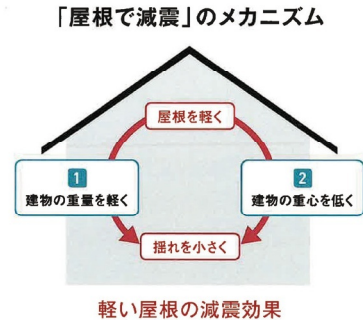 「屋根で減震」のメカニズム
屋根を軽く
1
建物の重量を軽く
2
建物の重心を低く
揺れを小さく
軽い屋根の減震効果